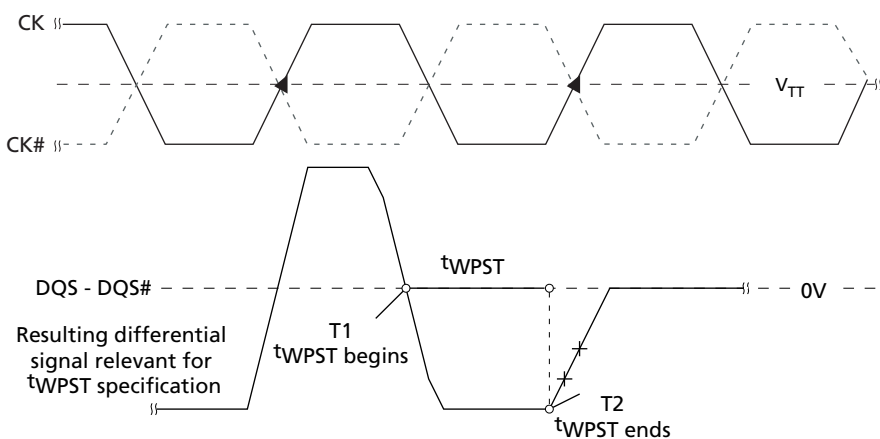 CK
V_TT
CK#
tWPST
DQS - DQS#
0V
T1
tWPST begins
Resulting differential
signal relevant for
tWPST specification
T2
tWPST ends